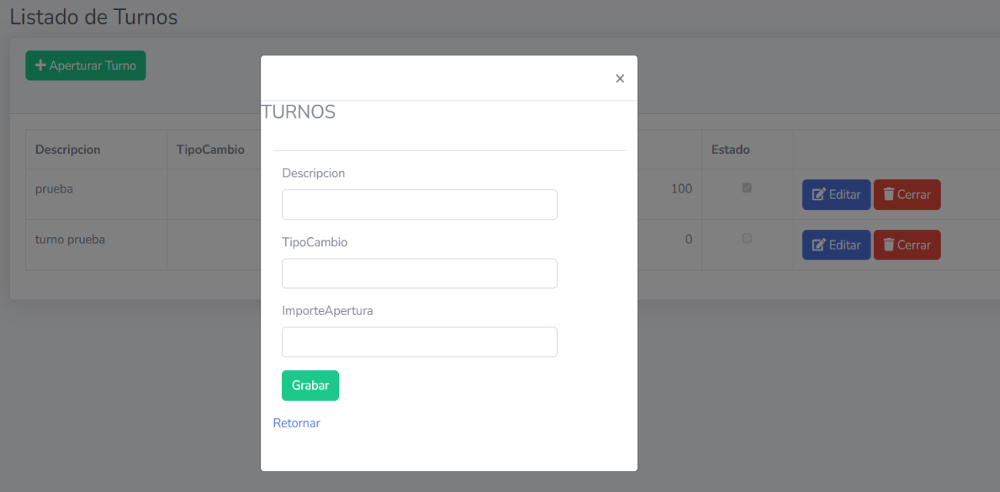 Listado de Turnos
Aperturar Turno
×
TURNOS
Descripcion TipoCambio Estado
prueba 100 Editar Cerrar
turno prueba 0 Editar Cerrar
Descripcion
TipoCambio
ImporteApertura
Grabar
Retornar